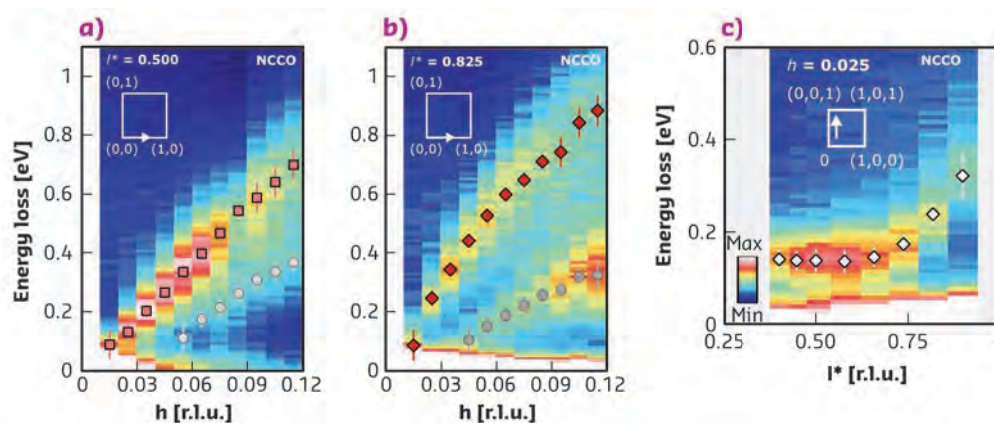 a)
l* = 0.500 NCCO
(0,1)
(0,0) (1,0)
Energy loss [eV]
1
0.8
0.6
0.4
0.2
0
0 0.03 0.06 0.09 0.12
h [r.l.u.]
b)
l* = 0.825 NCCO
(0,1)
(0,0) (1,0)
1
0.8
0.6
0.4
0.2
0
0 0.03 0.06 0.09 0.12
h [r.l.u.]
c)
h = 0.025 NCCO
(0,0,1) (1,0,1)
0 (1,0,0)
Energy loss [eV]
0.6
0.4
0.2
0
Max
Min
0.25 0.50 0.75
l* [r.l.u.]